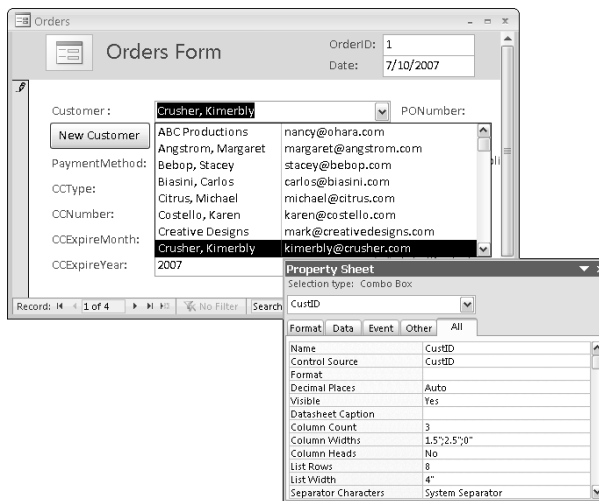 Orders
Orders Form
OrderID: 1
Date: 7/10/2007
Customer : Crusher, Kimerbly PONumber:
New Customer
ABC Productions nancy@ohara.com
Angstrom, Margaret margaret@angstrom.com
PaymentMethod:
Bebop, Stacey stacey@bebop.com
CCType:
Biasini, Carlos carlos@biasini.com
Citrus, Michael michael@citrus.com
CCNumber:
Costello, Karen karen@costello.com
Creative Designs mark@creativedesigns.com
CCExpireMonth:
Crusher, Kimerbly kimerbly@crusher.com
CCExpireYear: 2007
Record: 1 of 4 No Filter Search
Property Sheet
Selection type: Combo Box
CustID
Format Data Event Other All
Name CustID
Control Source CustID
Format
Decimal Places Auto
Visible Yes
Datasheet Caption
Column Count 3
Column Widths 1.5";2.5";0"
Column Heads No
List Rows 8
List Width 4"
Separator Characters System Separator